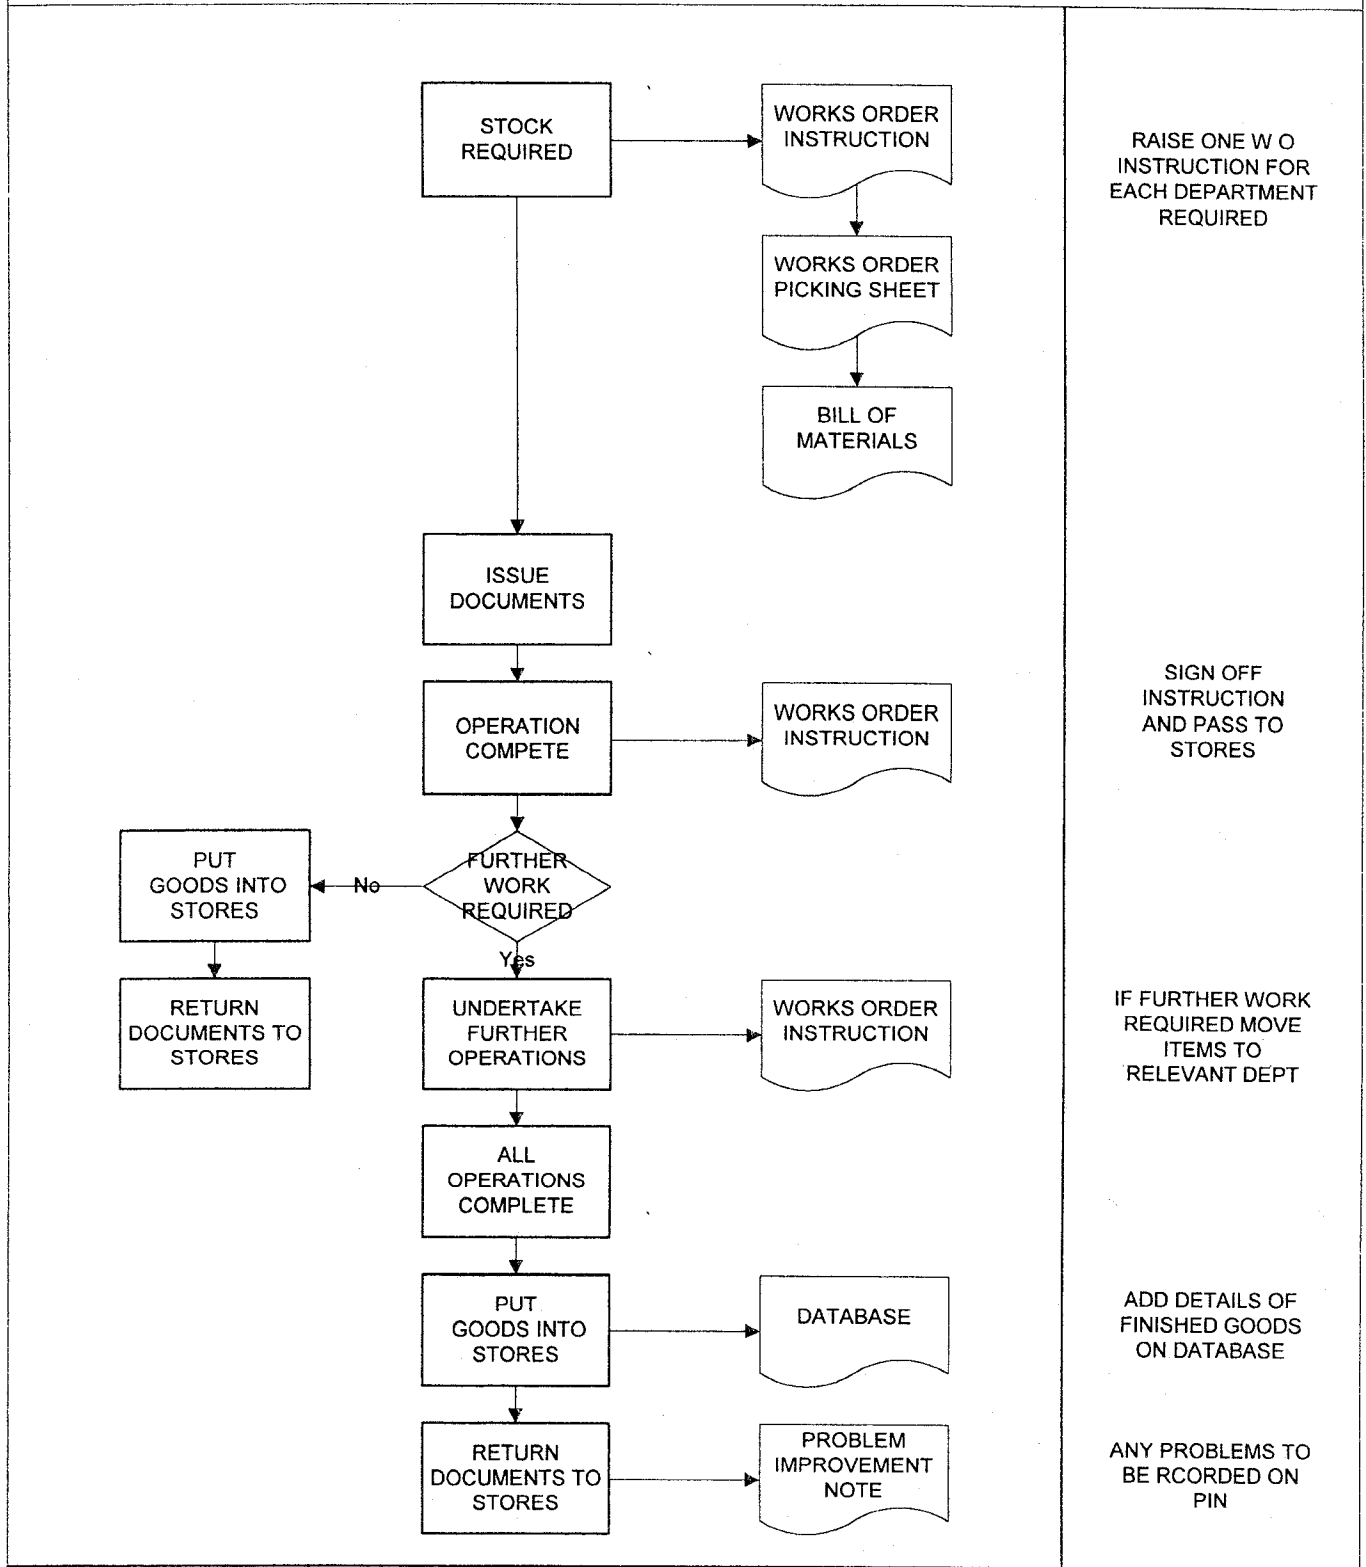 STOCK
REQUIRED
WORKS ORDER
INSTRUCTION
RAISE ONE W O
INSTRUCTION FOR
EACH DEPARTMENT
REQUIRED
WORKS ORDER
PICKING SHEET
BILL OF
MATERIALS
ISSUE
DOCUMENTS
OPERATION
COMPETE
WORKS ORDER
INSTRUCTION
SIGN OFF
INSTRUCTION
AND PASS TO
STORES
PUT
GOODS INTO
STORES
No
FURTHER
WORK
REQUIRED
Yes
RETURN
DOCUMENTS TO
STORES
UNDERTAKE
FURTHER
OPERATIONS
WORKS ORDER
INSTRUCTION
IF FURTHER WORK
REQUIRED MOVE
ITEMS TO
RELEVANT DEPT
ALL
OPERATIONS
COMPLETE
PUT
GOODS INTO
STORES
DATABASE
ADD DETAILS OF
FINISHED GOODS
ON DATABASE
RETURN
DOCUMENTS TO
STORES
PROBLEM
IMPROVEMENT
NOTE
ANY PROBLEMS TO
BE RCORDED ON
PIN